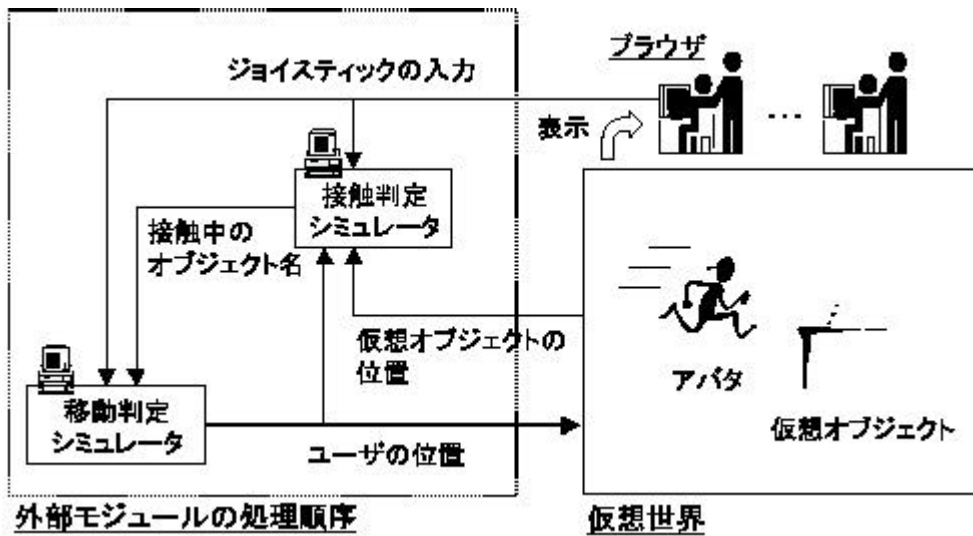 ブラウザ
ジョイスティックの入力
表示
接触判定
シミュレータ
接触中の
オブジェクト名
仮想オブジェクトの
位置
アバタ
移動判定
シミュレータ
仮想オブジェクト
ユーザの位置
外部モジュールの処理順序
仮想世界